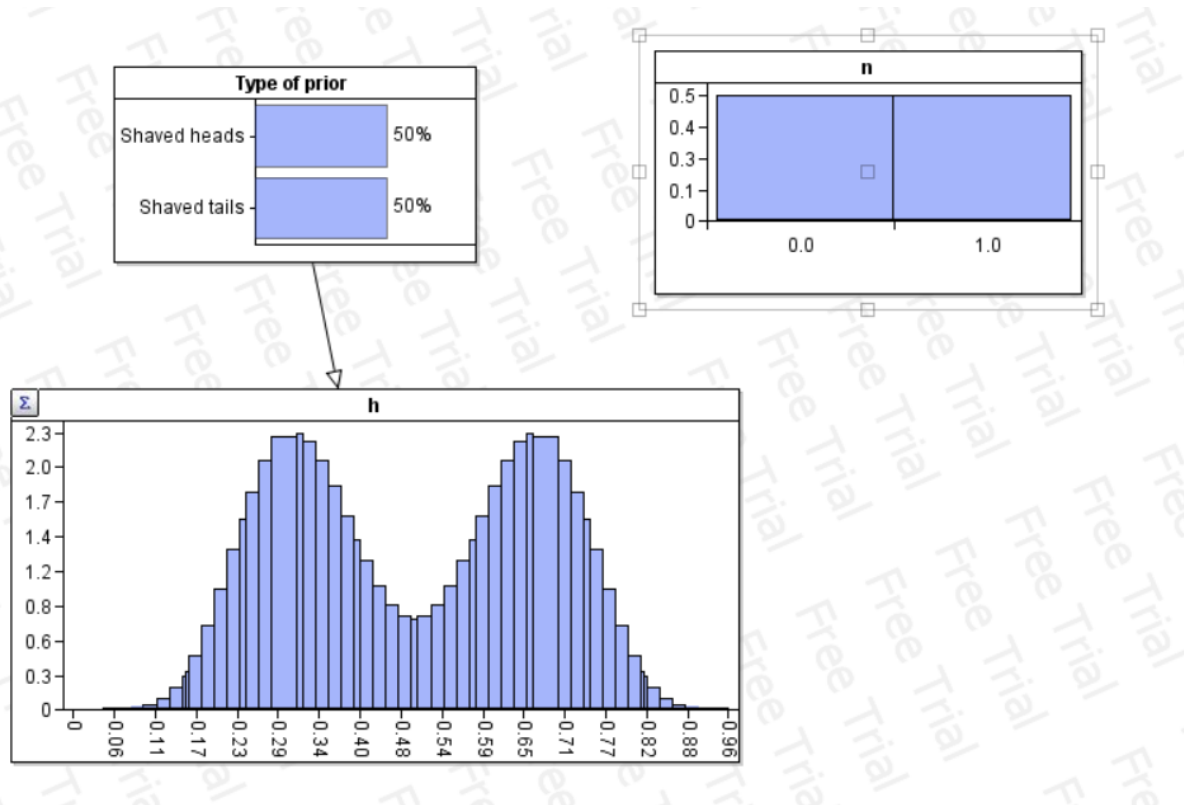 Type of prior
Shaved heads
50%
Shaved tails
50%
n
0.5
0.4
0.3
0.1
0
0.0 1.0
Σ
h
2.3
2.0
1.7
1.4
1.2
0.8
0.6
0.3
0
0 0.06 0.11 0.17 0.23 0.29 0.34 0.40 0.48 0.54 0.59 0.65 0.71 0.77 0.82 0.88 0.96
Free Trial